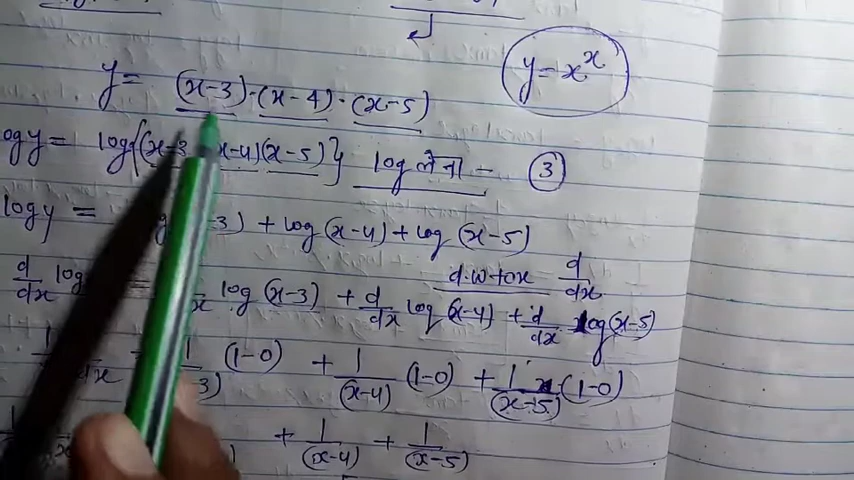 y = (x-3)·(x-4)·(x-5)
y = x^x
ogy = log{(x-3 x-4)(x-5)} log लेना - ③
logy = -3) + log(x-4) + log(x-5)
d.w.to x d/dx
d/dx log = log(x-3) + d/dx log(x-4) + d/dx log(x-5)
(1-0) + 1/(x-4) (1-0) + 1/(x-5) (1-0)
+ 1/(x-4) + 1/(x-5)